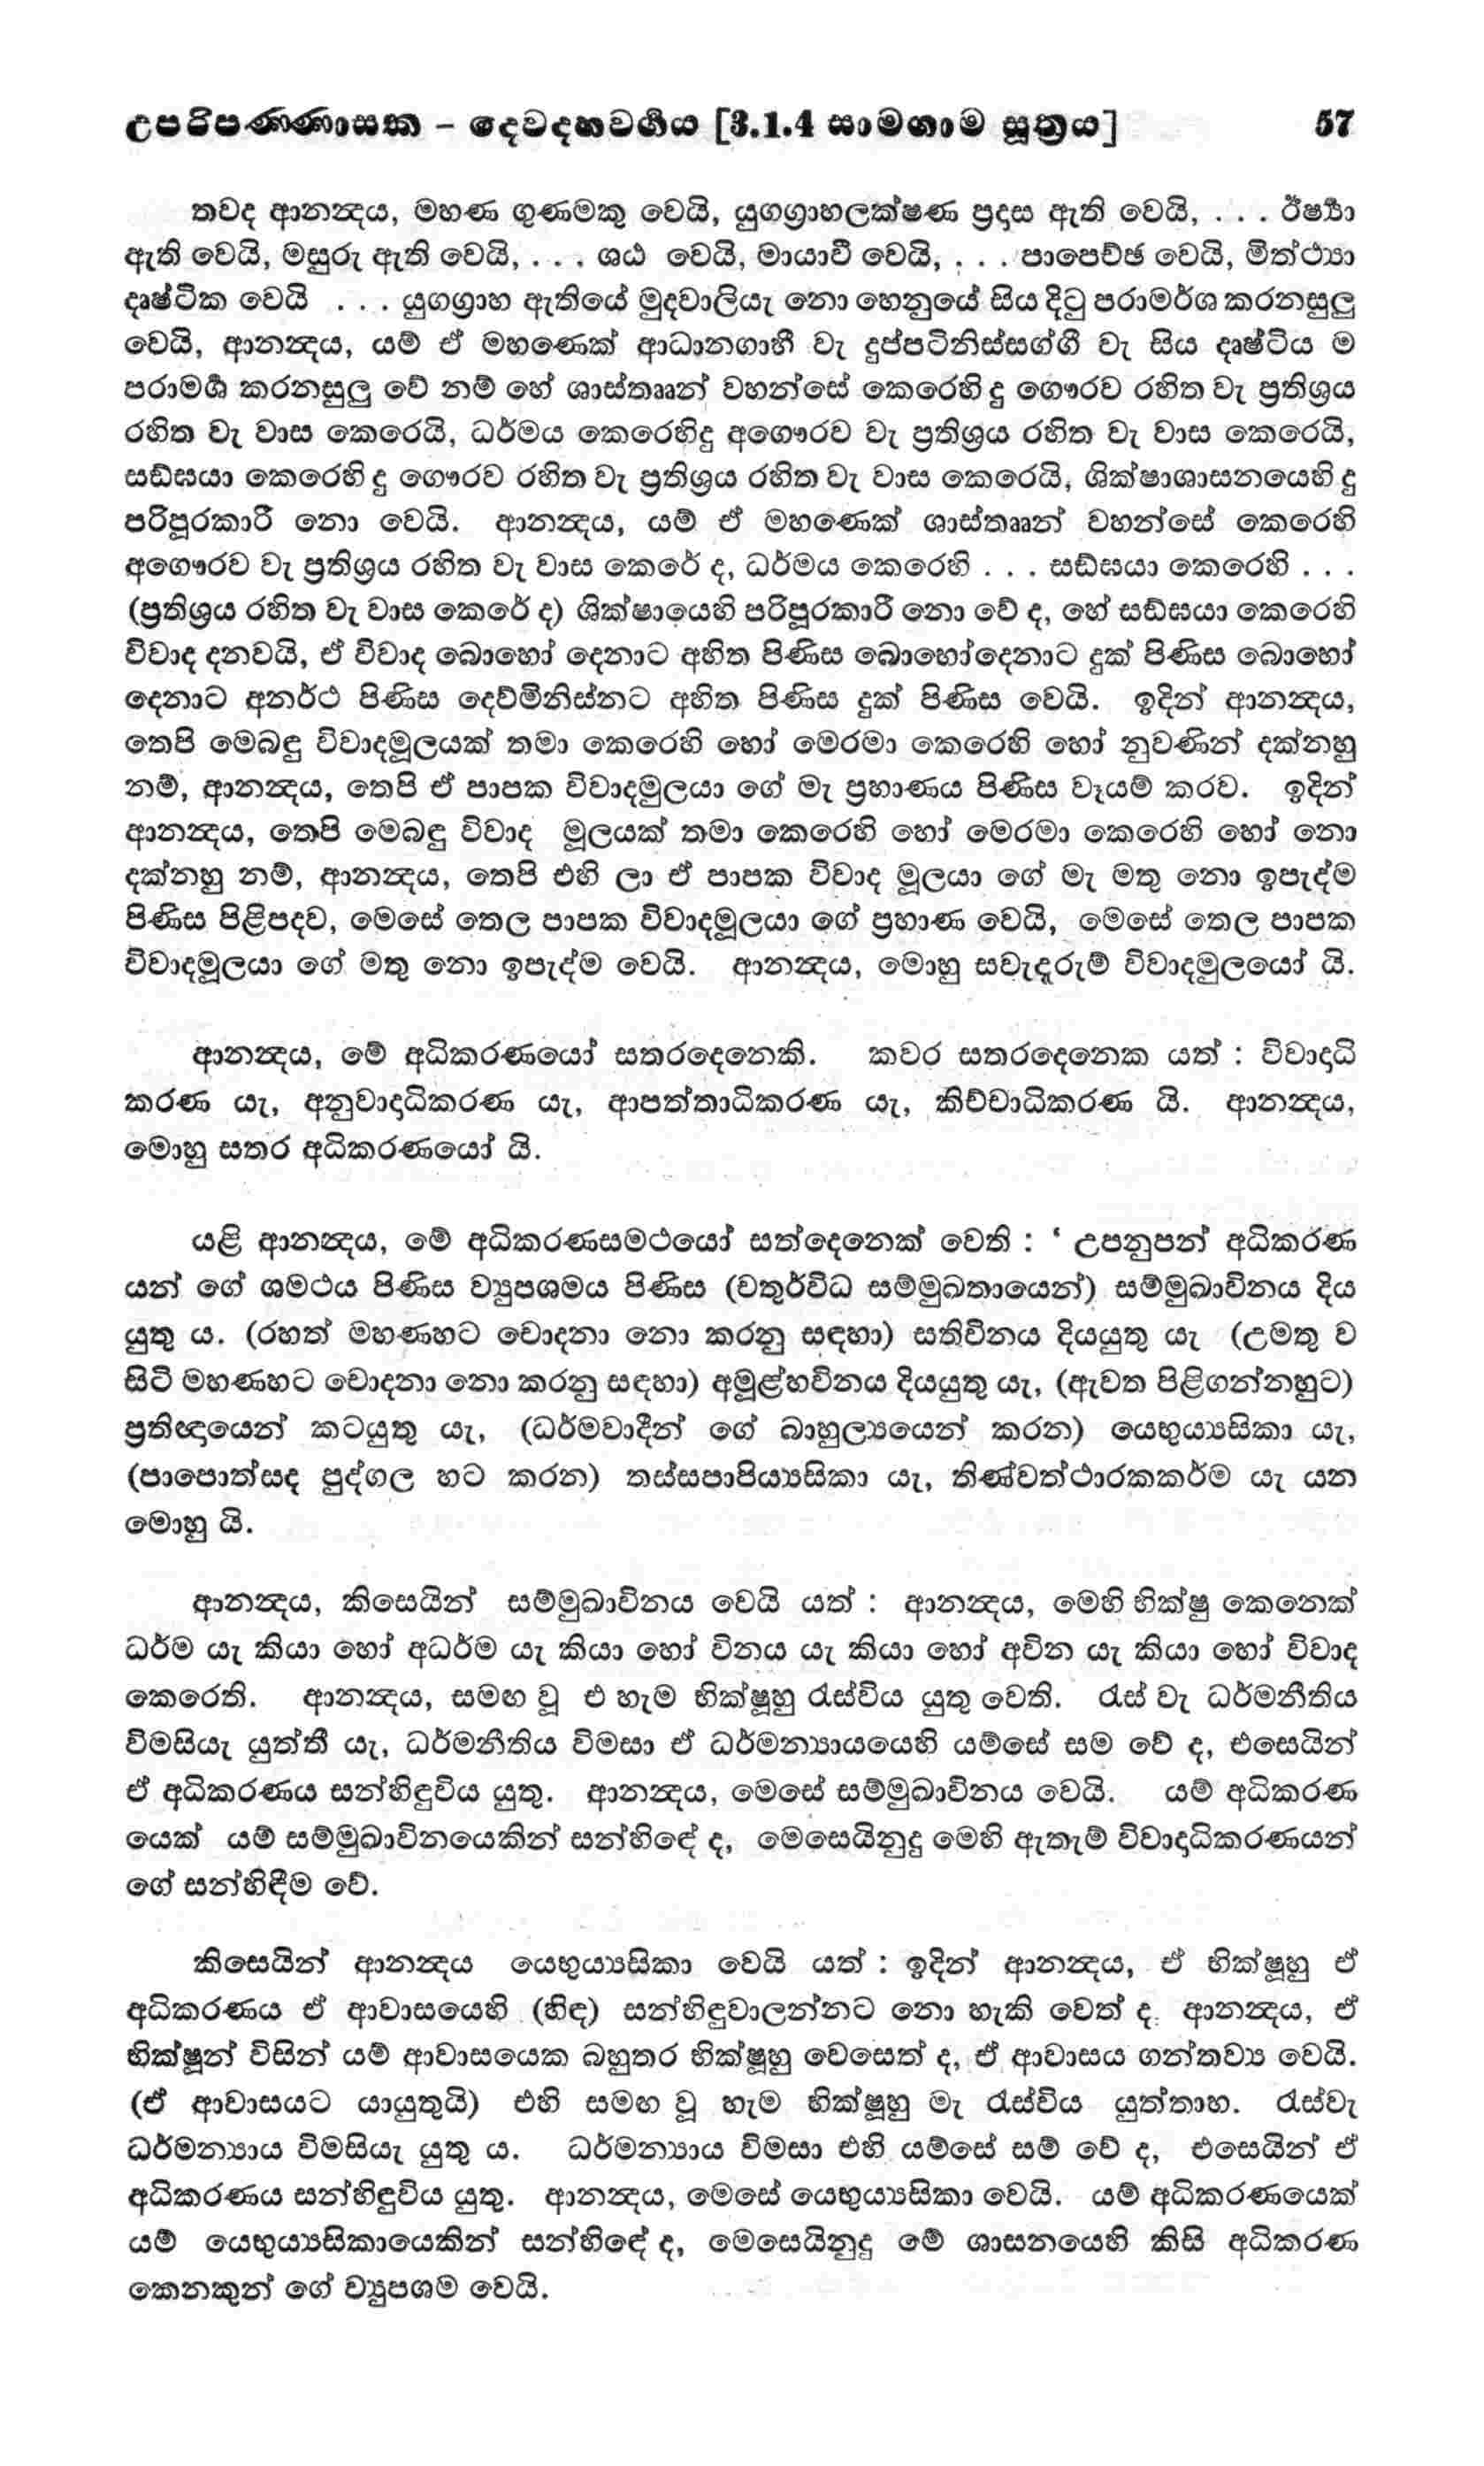 උපරිපණ්ණාසක – දෙවදහවර්‍ගය [3.1.4 සාමගාම සූත්‍රය] 57
තවද ආනන්‍දය, මහණ ගුණමකු වෙයි, යුගග්‍රාහලක්ෂණ ප්‍රදාස ඇති වෙයි, . . . ඊර්‍ෂ්‍යා
ඇති වෙයි, මසුරු ඇති වෙයි, . . . ශඨ වෙයි, මායාවී වෙයි, . . . පාපෙච්ඡ වෙයි, මිත්ථ්‍යා
දෘෂ්ටික වෙයි . . . යුගග්‍රාහ ඇතියේ මුදවාලියැ නො හෙනුයේ සිය දිටු පරාමර්ශ කරනසුලු
වෙයි, ආනන්‍දය, යම් ඒ මහණෙක් ආධානගාහී වැ දුප්පටිනිස්සග්ගී වැ සිය දෘෂ්ටිය ම
පරාමර්‍ශ කරනසුලු වේ නම් හේ ශාස්තෲන් වහන්සේ කෙරෙහි දු ගෞරව රහිත වැ ප්‍රතිශ්‍රය
රහිත වැ වාස කෙරෙයි, ධර්මය කෙරෙහිදු අගෞරව වැ ප්‍රතිශ්‍රය රහිත වැ වාස කෙරෙයි,
සඞ්ඝයා කෙරෙහි දු ගෞරව රහිත වැ ප්‍රතිශ්‍රය රහිත වැ වාස කෙරෙයි, ශික්ෂාශාසනයෙහි දු
පරිපූරකාරී නො වෙයි. ආනන්‍දය, යම් ඒ මහණෙක් ශාස්තෲන් වහන්සේ කෙරෙහි
අගෞරව වැ ප්‍රතිශ්‍රය රහිත වැ වාස කෙරේ ද, ධර්මය කෙරෙහි . . . සඞ්ඝයා කෙරෙහි . . .
(ප්‍රතිශ්‍රය රහිත වැ වාස කෙරේ ද) ශික්ෂායෙහි පරිපූරකාරී නො වේ ද, හේ සඞ්ඝයා කෙරෙහි
විවාද දනවයි, ඒ විවාද බොහෝ දෙනාට අහිත පිණිස බොහෝදෙනාට දුක් පිණිස බොහෝ
දෙනාට අනර්ථ පිණිස දෙව්මිනිස්නට අහිත පිණිස දුක් පිණිස වෙයි. ඉදින් ආනන්‍දය,
තෙපි මෙබඳු විවාදමූලයක් තමා කෙරෙහි හෝ මෙරමා කෙරෙහි හෝ නුවණින් දක්නහු
නම්, ආනන්‍දය, තෙපි ඒ පාපක විවාදමූලයා ගේ මැ ප්‍රහාණය පිණිස වෑයම් කරව. ඉදින්
ආනන්‍දය, තෙපි මෙබඳු විවාද මූලයක් තමා කෙරෙහි හෝ මෙරමා කෙරෙහි හෝ නො
දක්නහු නම්, ආනන්‍දය, තෙපි එහි ලා ඒ පාපක විවාද මූලයා ගේ මැ මතු නො ඉපැද්ම
පිණිස පිළිපදව, මෙසේ තෙල පාපක විවාදමූලයා ගේ ප්‍රහාණ වෙයි, මෙසේ තෙල පාපක
විවාදමූලයා ගේ මතු නො ඉපැද්ම වෙයි. ආනන්‍දය, මොහු සවැදෑරුම් විවාදමූලයෝ යි.
ආනන්‍දය, මේ අධිකරණයෝ සතරදෙනෙකි. කවර සතරදෙනෙක යත් : විවාදාධි
කරණ යැ, අනුවාදාධිකරණ යැ, ආපත්තාධිකරණ යැ, කිච්චාධිකරණ යි. ආනන්‍දය,
මොහු සතර අධිකරණයෝ යි.
යළි ආනන්‍දය, මේ අධිකරණසමථයෝ සත්දෙනෙක් වෙති : ‘ උපනුපන් අධිකරණ
යන් ගේ ශමථය පිණිස ව්‍යුපශමය පිණිස (චතුර්විධ සම්මුඛතායෙන්) සම්මුඛාවිනය දිය
යුතු ය. (රහත් මහණහට චොදනා නො කරනු සඳහා) සතිවිනය දියයුතු යැ (උමතු ව
සිටි මහණහට චොදනා නො කරනු සඳහා) අමූළ්හවිනය දියයුතු යැ, (ඇවත පිළිගන්නහුට)
ප්‍රතිඥායෙන් කටයුතු යැ, (ධර්මවාදීන් ගේ බාහුල්‍යයෙන් කරන) යෙභුය්‍යසිකා යැ,
(පාපොත්සද පුද්ගල හට කරන) තස්සපාපිය්‍යසිකා යැ, තිණ්වත්ථාරකකර්ම යැ යන
මොහු යි.
ආනන්‍දය, කිසෙයින් සම්මුඛාවිනය වෙයි යත් : ආනන්‍දය, මෙහි භික්ෂු කෙනෙක්
ධර්ම යැ කියා හෝ අධර්ම යැ කියා හෝ විනය යැ කියා හෝ අවින යැ කියා හෝ විවාද
කෙරෙති. ආනන්‍දය, සමඟ වූ එ හැම භික්ෂූහු රැස්විය යුතු වෙති. රැස් වැ ධර්මනීතිය
විමසියැ යුත්තී යැ, ධර්මනීතිය විමසා ඒ ධර්මන්‍යායයෙහි යම්සේ සම වේ ද, එසෙයින්
ඒ අධිකරණය සන්හිඳුවිය යුතු. ආනන්‍දය, මෙසේ සම්මුඛාවිනය වෙයි. යම් අධිකරණ
යෙක් යම් සම්මුඛාවිනයෙකින් සන්හිඳේ ද, මෙසෙයිනුදු මෙහි ඇතැම් විවාදාධිකරණයන්
ගේ සන්හිඳීම වේ.
කිසෙයින් ආනන්‍දය යෙභුය්‍යසිකා වෙයි යත් : ඉදින් ආනන්‍දය, ඒ භික්ෂූහු ඒ
අධිකරණය ඒ ආවාසයෙහි (හිඳ) සන්හිඳුවාලන්නට නො හැකි වෙත් ද, ආනන්‍දය, ඒ
භික්ෂූන් විසින් යම් ආවාසයෙක බහුතර භික්ෂූහු වෙසෙත් ද, ඒ ආවාසය ගන්තව්‍ය වෙයි.
(ඒ ආවාසයට යායුතුයි) එහි සමඟ වූ හැම භික්ෂූහු මැ රැස්විය යුත්තාහ. රැස්වැ
ධර්මන්‍යාය විමසියැ යුතු ය. ධර්මන්‍යාය විමසා එහි යම්සේ සම් වේ ද, එසෙයින් ඒ
අධිකරණය සන්හිඳුවිය යුතු. ආනන්‍දය, මෙසේ යෙභුය්‍යසිකා වෙයි. යම් අධිකරණයෙක්
යම් යෙභුය්‍යසිකායෙකින් සන්හිඳේ ද, මෙසෙයිනුදු මේ ශාසනයෙහි කිසි අධිකරණ
කෙනකුන් ගේ ව්‍යුපශම වෙයි.